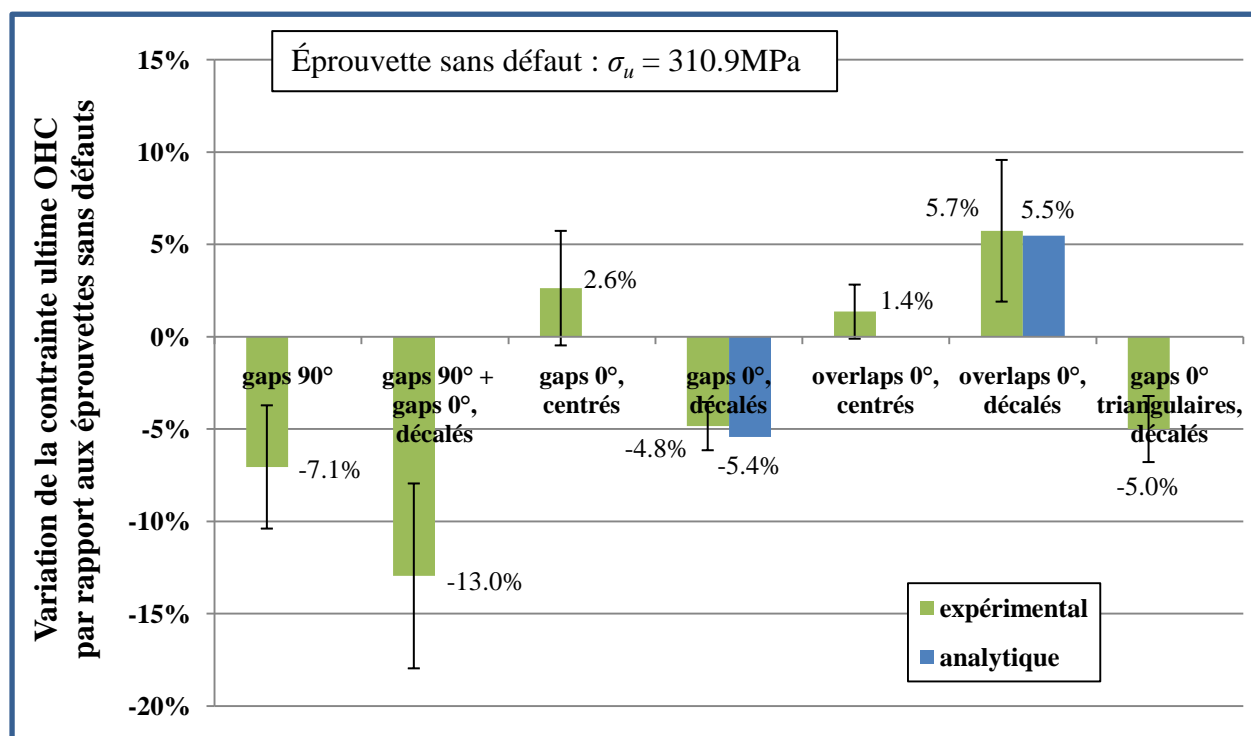 Éprouvette sans défaut : σu = 310.9MPa
Variation de la contrainte ultime OHC
par rapport aux éprouvettes sans défauts
15%
10%
5%
0%
-5%
-10%
-15%
-20%
-7.1%
-13.0%
2.6%
-4.8%
-5.4%
1.4%
5.7%
5.5%
-5.0%
gaps 90°
gaps 90° +
gaps 0°,
décalés
gaps 0°,
centrés
gaps 0°,
décalés
overlaps 0°,
centrés
overlaps 0°,
décalés
gaps 0°
triangulaires,
décalés
expérimental
analytique